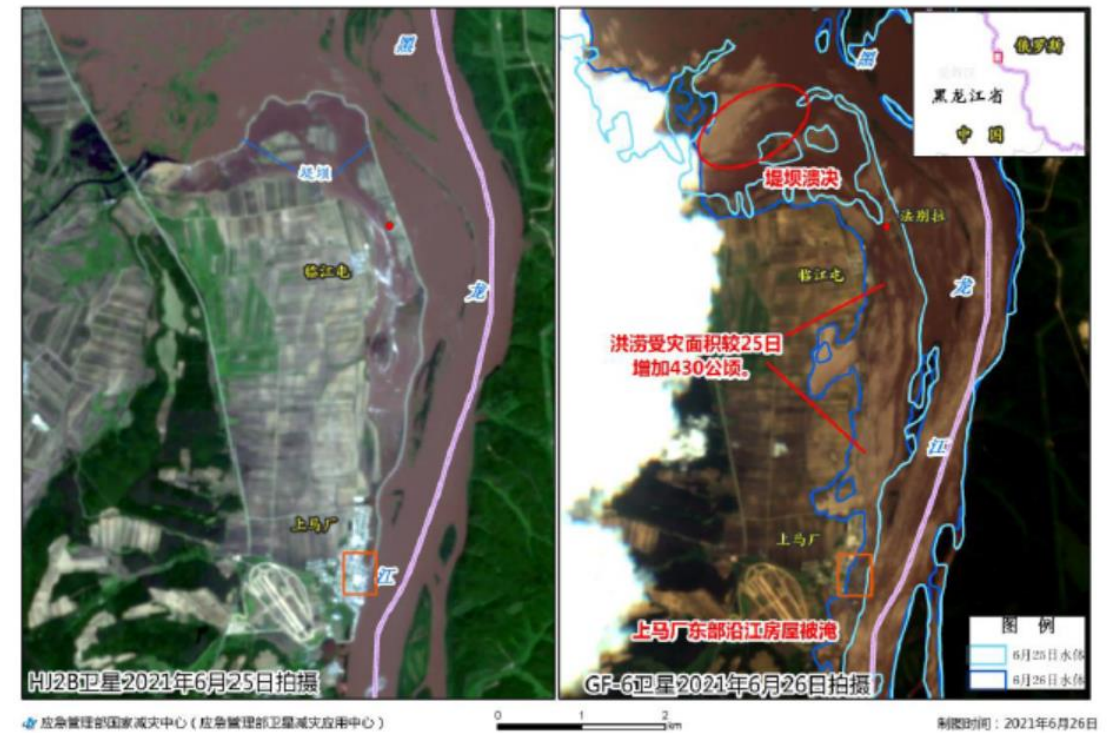 黑
堤坝
临江屯
龙
上马厂
江
HJ2B卫星2021年6月25日拍摄
黑
俄罗斯
黑龙江省
中 国
堤坝溃决
法别拉
临江屯
龙
洪涝受灾面积较25日
增加430公顷。
江
上马厂
上马厂东部沿江房屋被淹
图 例
6月25日水体
6月26日水体
GF-6卫星2021年6月26日拍摄
应急管理部国家减灾中心（应急管理部卫星减灾应用中心）
0 1 2
km
制图时间：2021年6月26日